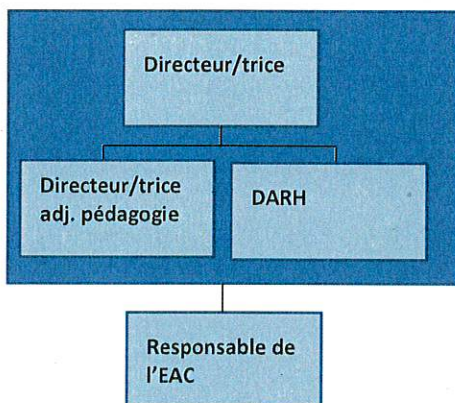 Directeur/trice
Directeur/trice
adj. pédagogie
DARH
Responsable de
l'EAC